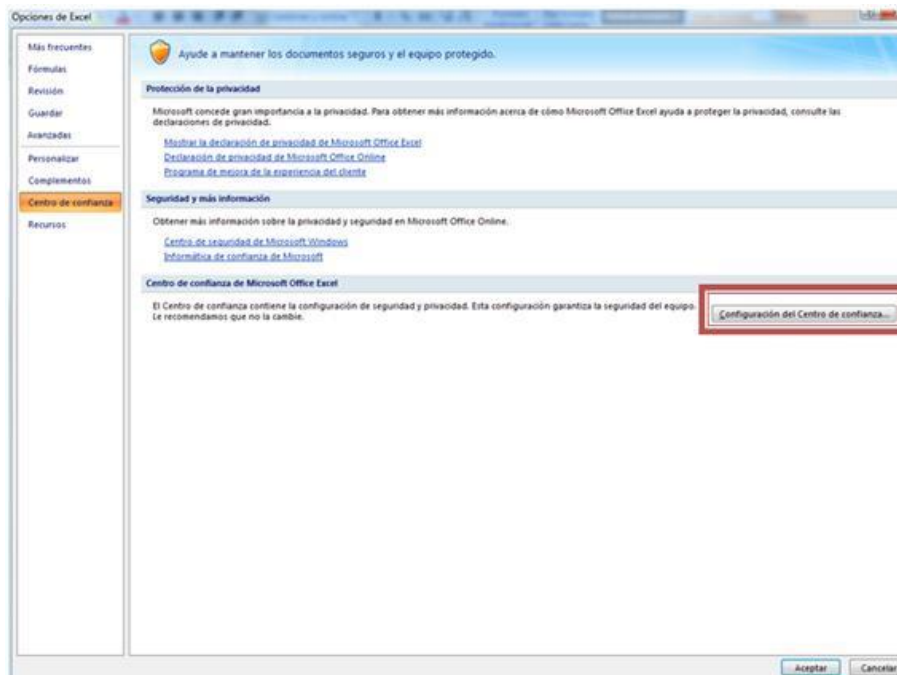 Opciones de Excel
Más frecuentes
Fórmulas
Revisión
Guardar
Avanzadas
Personalizar
Complementos
Centro de confianza
Recursos
Ayude a mantener los documentos seguros y el equipo protegido.
Protección de la privacidad
Microsoft concede gran importancia a la privacidad. Para obtener más información acerca de cómo Microsoft Office Excel ayuda a proteger la privacidad, consulte las
declaraciones de privacidad.
Mostrar la declaración de privacidad de Microsoft Office Excel
Declaración de privacidad de Microsoft Office Online
Programa de mejora de la experiencia del cliente
Seguridad y más información
Obtener más información sobre la privacidad y seguridad en Microsoft Office Online.
Centro de seguridad de Microsoft Windows
Informática de confianza de Microsoft
Centro de confianza de Microsoft Office Excel
El Centro de confianza contiene la configuración de seguridad y privacidad. Esta configuración garantiza la seguridad del equipo.
Le recomendamos que no la cambie.
Configuración del Centro de confianza...
Aceptar
Cancelar